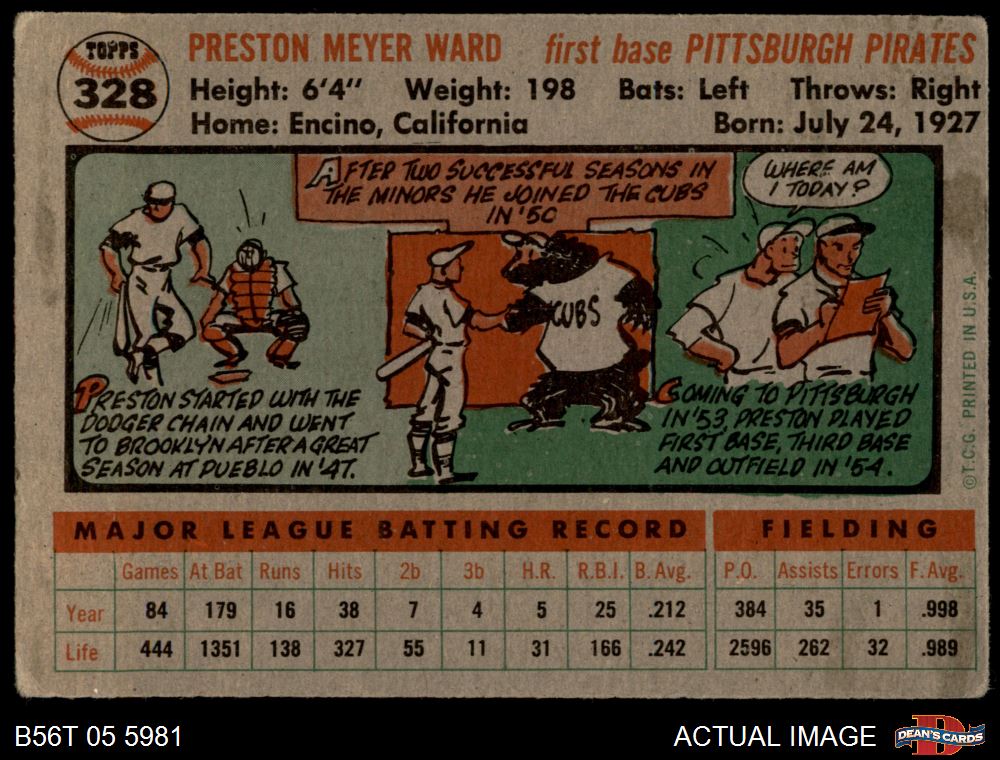 TOPPS
328
PRESTON MEYER WARD first base PITTSBURGH PIRATES
Height: 6'4" Weight: 198 Bats: Left Throws: Right
Home: Encino, California Born: July 24, 1927
AFTER TWO SUCCESSFUL SEASONS IN
THE MINORS HE JOINED THE CUBS
IN '50
WHERE AM
I TODAY?
CUBS
PRESTON STARTED WITH THE
DODGER CHAIN AND WENT
TO BROOKLYN AFTER A GREAT
SEASON AT PUEBLO IN '47.
COMING TO PITTSBURGH
IN '53, PRESTON PLAYED
FIRST BASE, THIRD BASE
AND OUTFIELD IN '54.
©T.C.G. PRINTED IN U.S.A.
MAJOR LEAGUE BATTING RECORD FIELDING
Games At Bat Runs Hits 2b 3b H.R. R.B.I. B. Avg. P.O. Assists Errors F. Avg.
Year 84 179 16 38 7 4 5 25 .212 384 35 1 .998
Life 444 1351 138 327 55 11 31 166 .242 2596 262 32 .989
B56T 05 5981 ACTUAL IMAGE DEAN'S CARDS